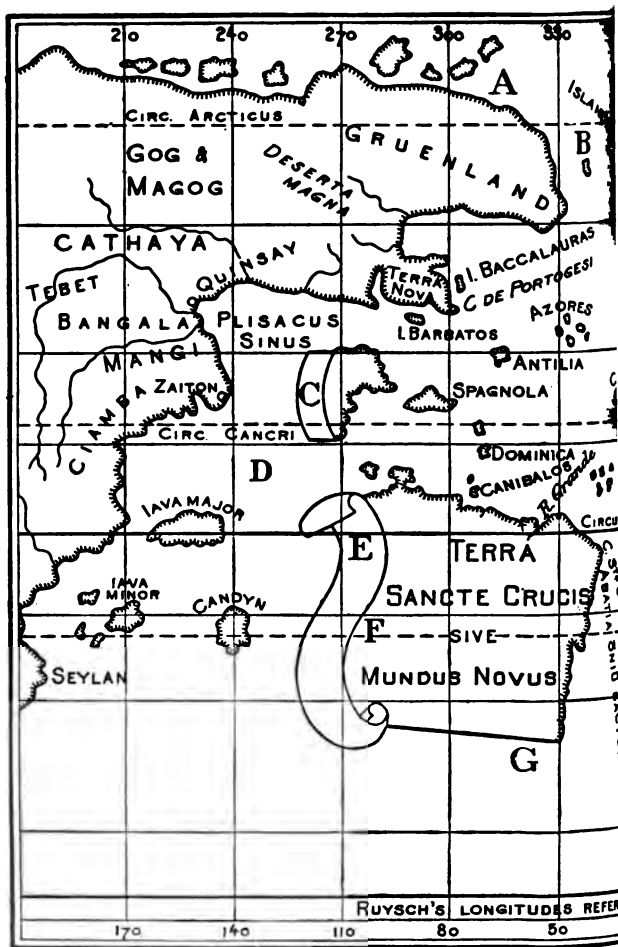 210 240 270 300 330
A
CIRC. ARCTICUS
B
GOG &
MAGOG
DESERTA
MAGNA
GRUENLAND
CATHAYA
TEBET
QUINSAY
TERRA
NOVA
I. BACCALAURAS
C DE PORTOGESI
BANGALA
PLISACUS
SINUS
I. BARBATOS
AZORES
MANGI
ANTILIA
CIAMBA
ZAITON
C
SPAGNOLA
CIRC. CANCRI
D
DOMINICA
CANIBALOS
R. Grande
IAVA MAJOR
CIRCU
E
TERRA
IAVA
MINOR
CANDYN
SANCTE CRUCIS
F
SIVE
SEYLAN
MUNDUS NOVUS
G
RUYSCH'S LONGITUDES REFER
170 140 110 80 50